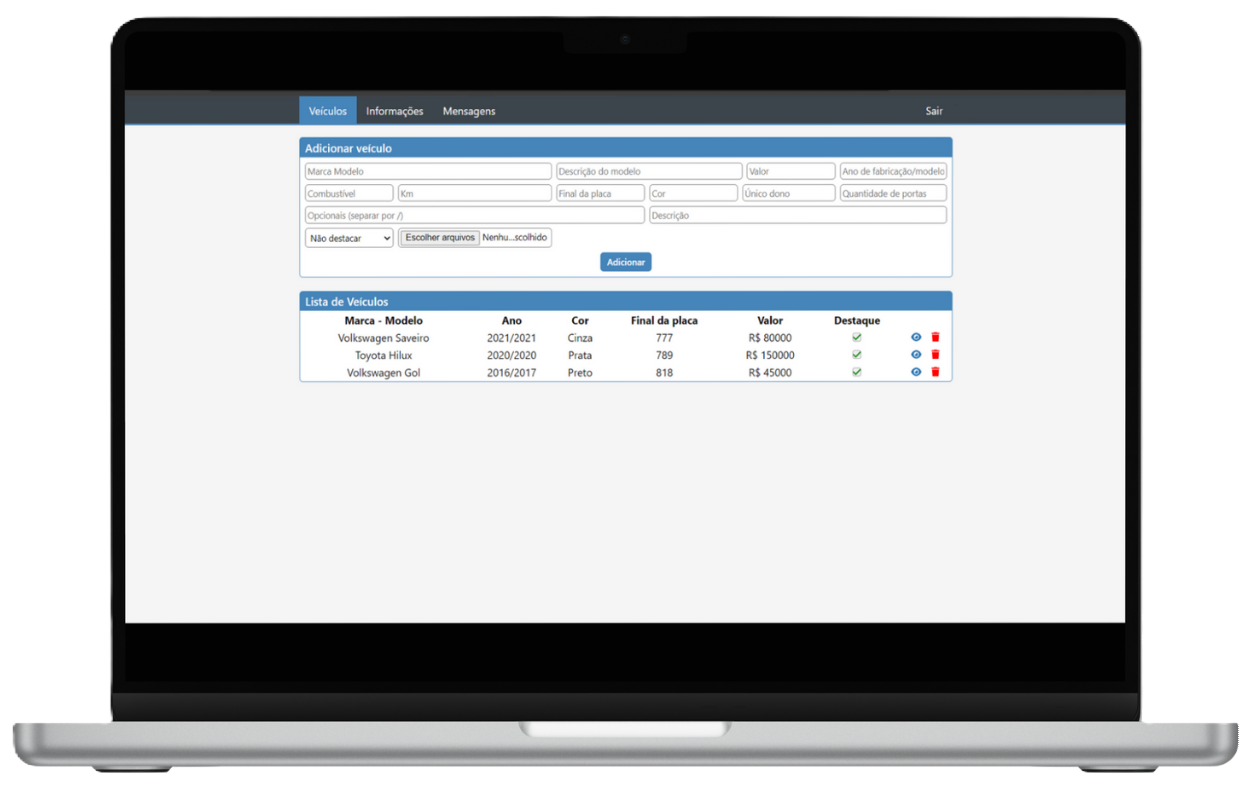 Veículos Informações Mensagens Sair
Adicionar veículo
Marca Modelo Descrição do modelo Valor Ano de fabricação/modelo
Combustível Km Final da placa Cor Único dono Quantidade de portas
Opcionais (separar por /) Descrição
Não destacar Escolher arquivos Nenhu...scolhido
Adicionar
Lista de Veículos
Marca - Modelo Ano Cor Final da placa Valor Destaque
Volkswagen Saveiro 2021/2021 Cinza 777 R$ 80000
Toyota Hilux 2020/2020 Prata 789 R$ 150000
Volkswagen Gol 2016/2017 Preto 818 R$ 45000